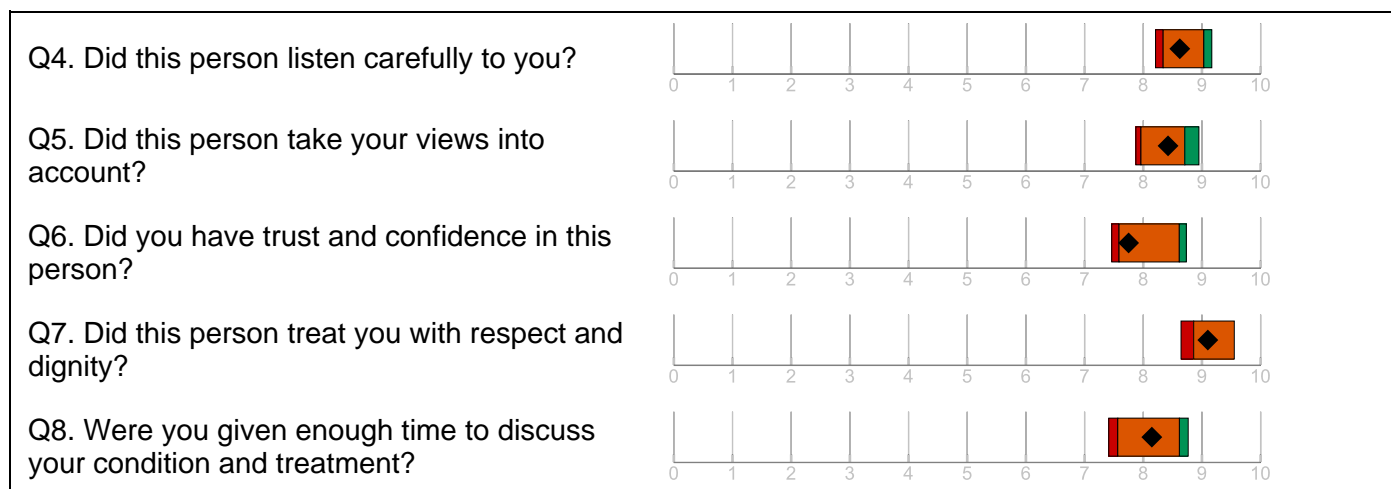 Q4. Did this person listen carefully to you?
0 1 2 3 4 5 6 7 8 9 10
Q5. Did this person take your views into
account?
0 1 2 3 4 5 6 7 8 9 10
Q6. Did you have trust and confidence in this
person?
0 1 2 3 4 5 6 7 8 9 10
Q7. Did this person treat you with respect and
dignity?
0 1 2 3 4 5 6 7 8 9 10
Q8. Were you given enough time to discuss
your condition and treatment?
0 1 2 3 4 5 6 7 8 9 10